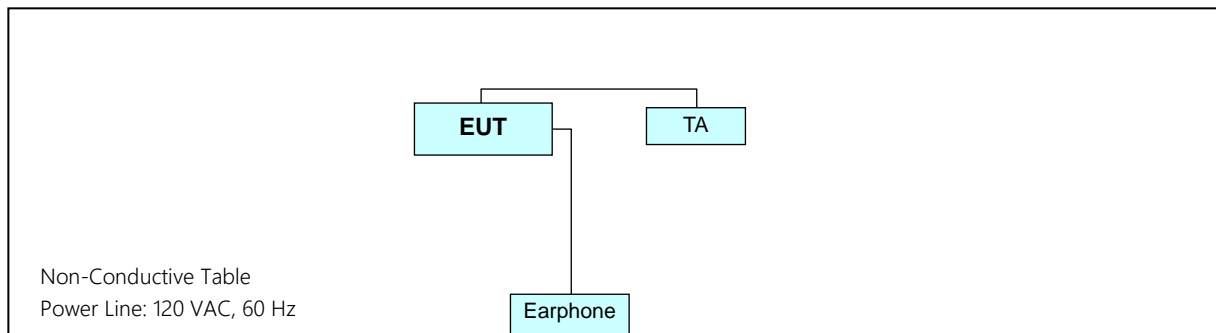 EUT
TA
Non-Conductive Table
Power Line: 120 VAC, 60 Hz
Earphone